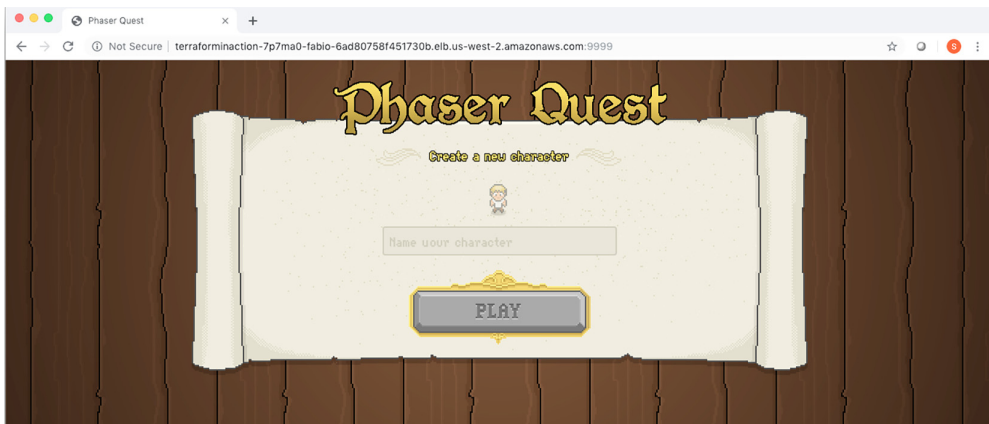 Phaser Quest
Not Secure | terraforminaction-7p7ma0-fabio-6ad80758f451730b.elb.us-west-2.amazonaws.com:9999
S
Phaser Quest
Create a new character
Name your character
PLAY